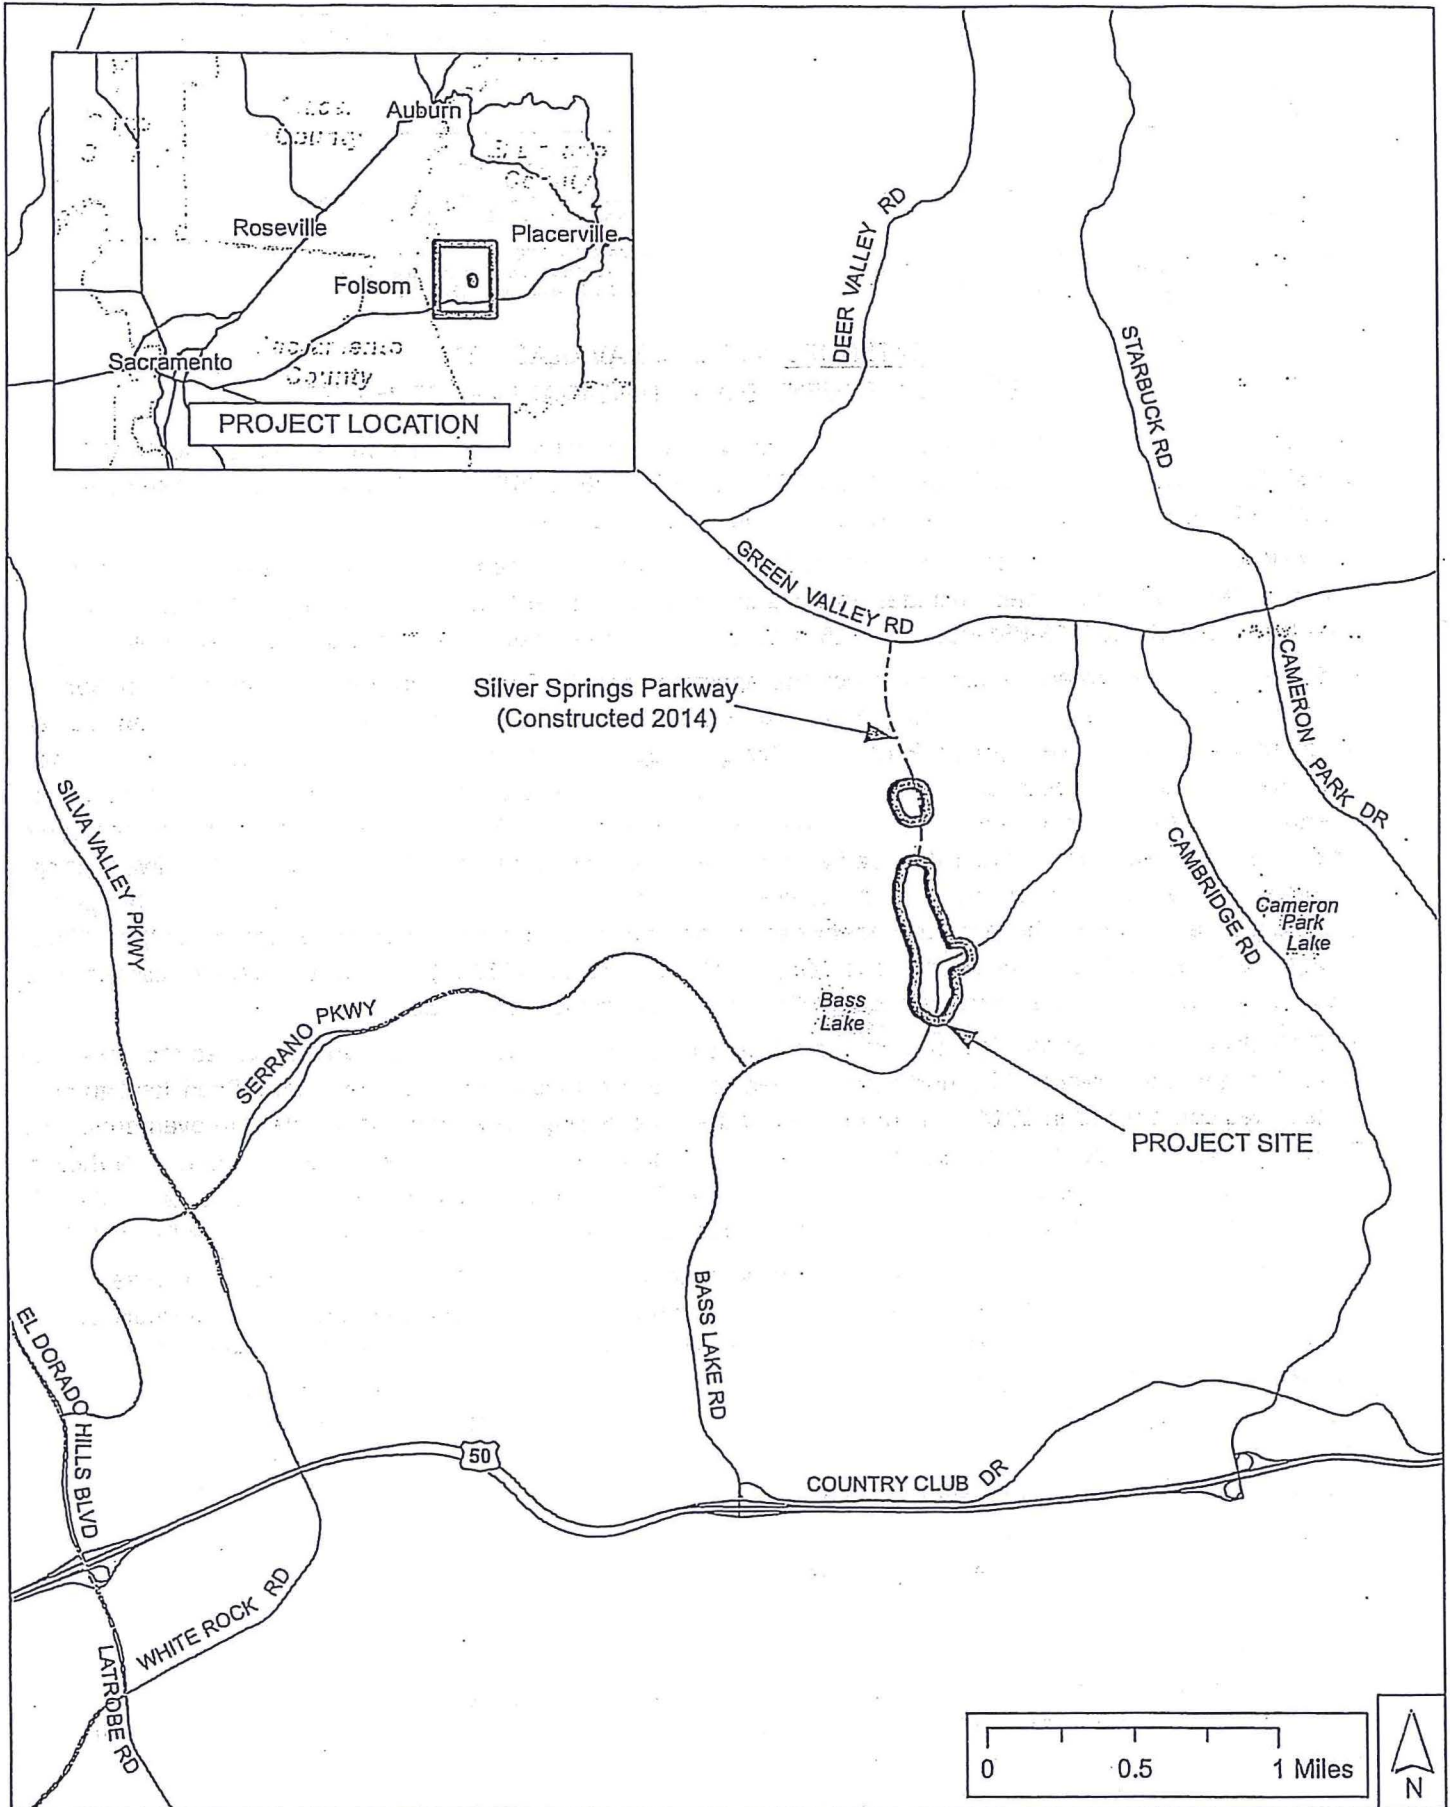 Auburn
Roseville
Placerville
Folsom
Sacramento
County
PROJECT LOCATION
DEER VALLEY RD
STARBUCK RD
GREEN VALLEY RD
Silver Springs Parkway
(Constructed 2014)
CAMERON PARK DR
SILVA VALLEY PKWY
CAMBRIDGE RD
Cameron
Park
Lake
Bass
Lake
SERRANO PKWY
PROJECT SITE
BASS LAKE RD
EL DORADO HILLS BLVD
50
COUNTRY CLUB DR
WHITE ROCK RD
LATROBE RD
0 0.5 1 Miles
N